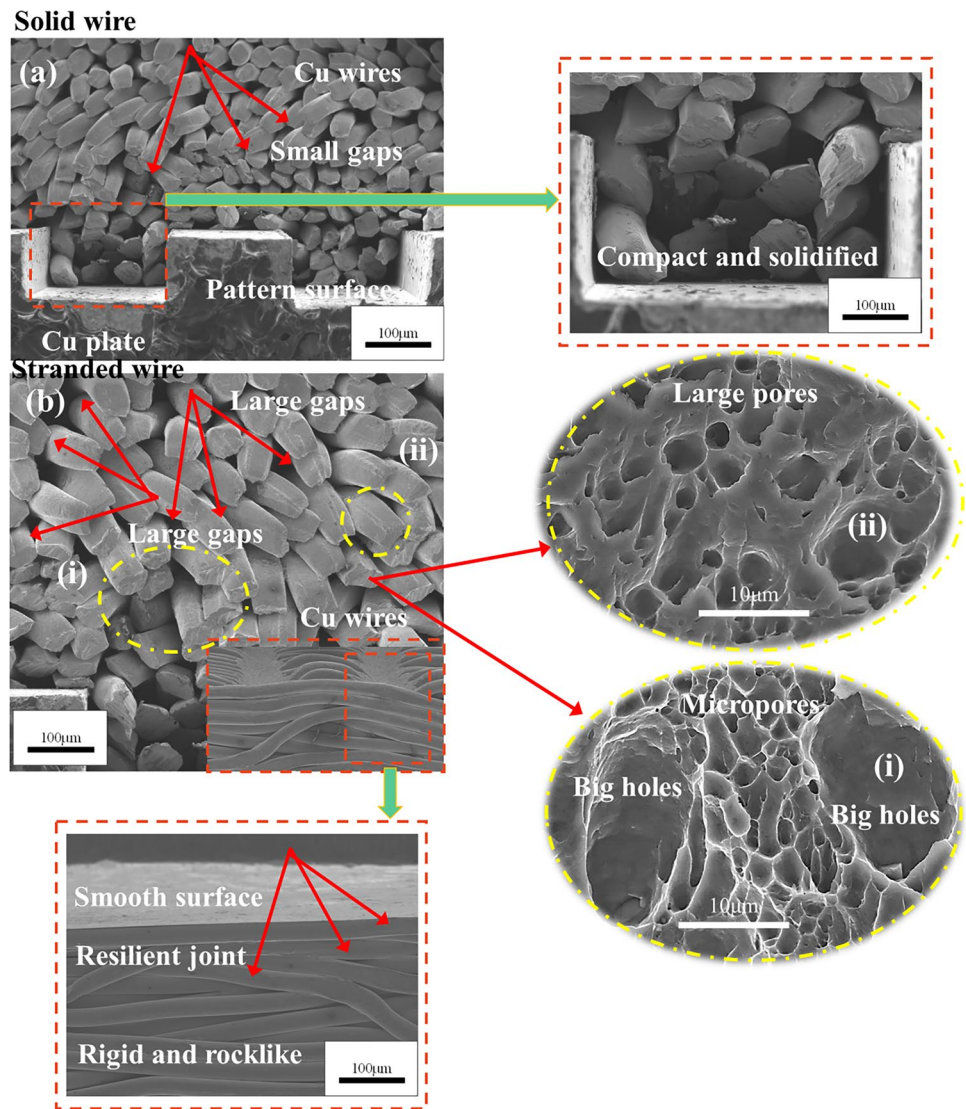 Solid wire
(a)
Cu wires
Small gaps
Pattern surface
Cu plate
100μm
Compact and solidified
100μm
Stranded wire
(b)
Large gaps
(ii)
Large gaps
(i)
Cu wires
100μm
Large pores
(ii)
10μm
Micropores
(i)
Big holes
Big holes
10μm
Smooth surface
Resilient joint
Rigid and rocklike
100μm